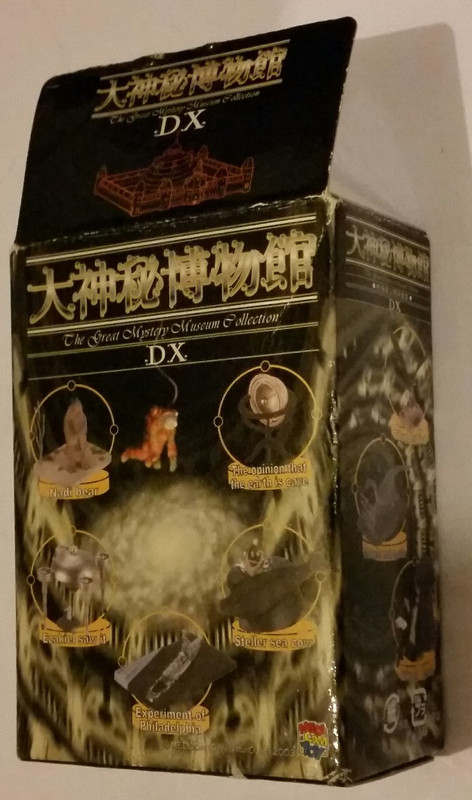 大神秘博物館
The Great Mystery Museum Collection
DX
大神秘博物館
The Great Mystery Museum Collection
DX
Nadi bear
The opinion that
the earth is cave
Ezekiel saw it
Steller sea cow
Experiment of
Philadelphia
大神秘博物館
DX